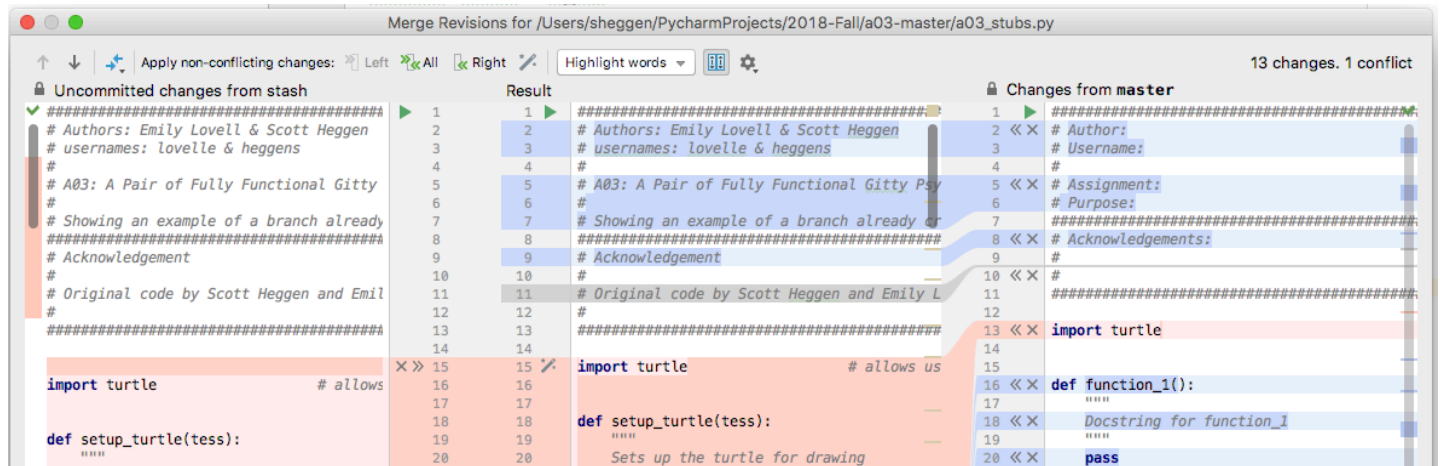 Merge Revisions for /Users/sheggen/PycharmProjects/2018-Fall/a03-master/a03_stubs.py
Apply non-conflicting changes: Left All Right Highlight words 13 changes. 1 conflict
Uncommitted changes from stash Result Changes from master
########################################## 1 1 ########################################## 1 ##########################################
# Authors: Emily Lovell & Scott Heggen 2 2 # Authors: Emily Lovell & Scott Heggen 2 # Author:
# usernames: lovelle & heggens 3 3 # usernames: lovelle & heggens 3 # Username:
# 4 4 # 4 #
# A03: A Pair of Fully Functional Gitty 5 5 # A03: A Pair of Fully Functional Gitty Psy 5 # Assignment:
# 6 6 # 6 # Purpose:
# Showing an example of a branch already 7 7 # Showing an example of a branch already cr 7 ##########################################
########################################## 8 8 ########################################## 8 # Acknowledgements:
# Acknowledgement 9 9 # Acknowledgement 9 #
# 10 10 # 10 #
# Original code by Scott Heggen and Emil 11 11 # Original code by Scott Heggen and Emily L 11 ##########################################
# 12 12 # 12
########################################## 13 13 ########################################## 13 import turtle
14 14 14
15 15 import turtle # allows us 15
import turtle # allows 16 16 16 def function_1():
17 17 17 """
18 18 def setup_turtle(tess): 18 Docstring for function_1
def setup_turtle(tess): 19 19 """ 19 """
""" 20 20 Sets up the turtle for drawing 20 pass